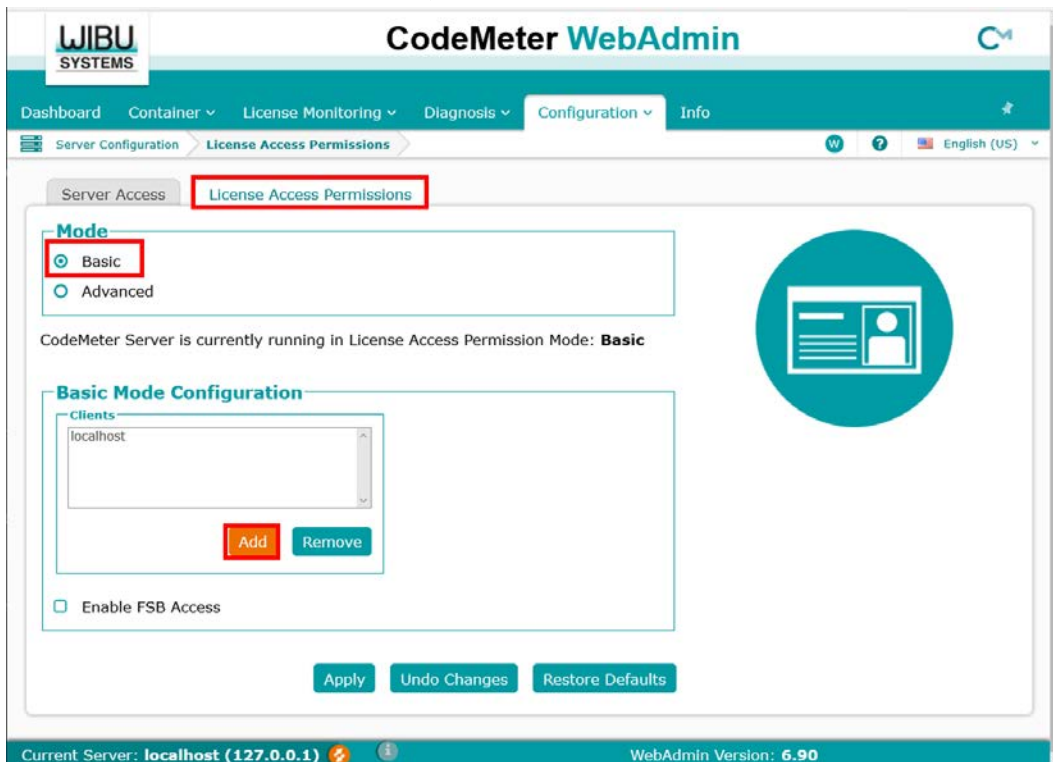 WIBU
SYSTEMS
CodeMeter WebAdmin
CM
Dashboard Container License Monitoring Diagnosis Configuration Info
Server Configuration License Access Permissions W ? English (US)
Server Access License Access Permissions
Mode
Basic
Advanced
CodeMeter Server is currently running in License Access Permission Mode: Basic
Basic Mode Configuration
Clients
localhost
Add Remove
Enable FSB Access
Apply Undo Changes Restore Defaults
Current Server: localhost (127.0.0.1) i WebAdmin Version: 6.90